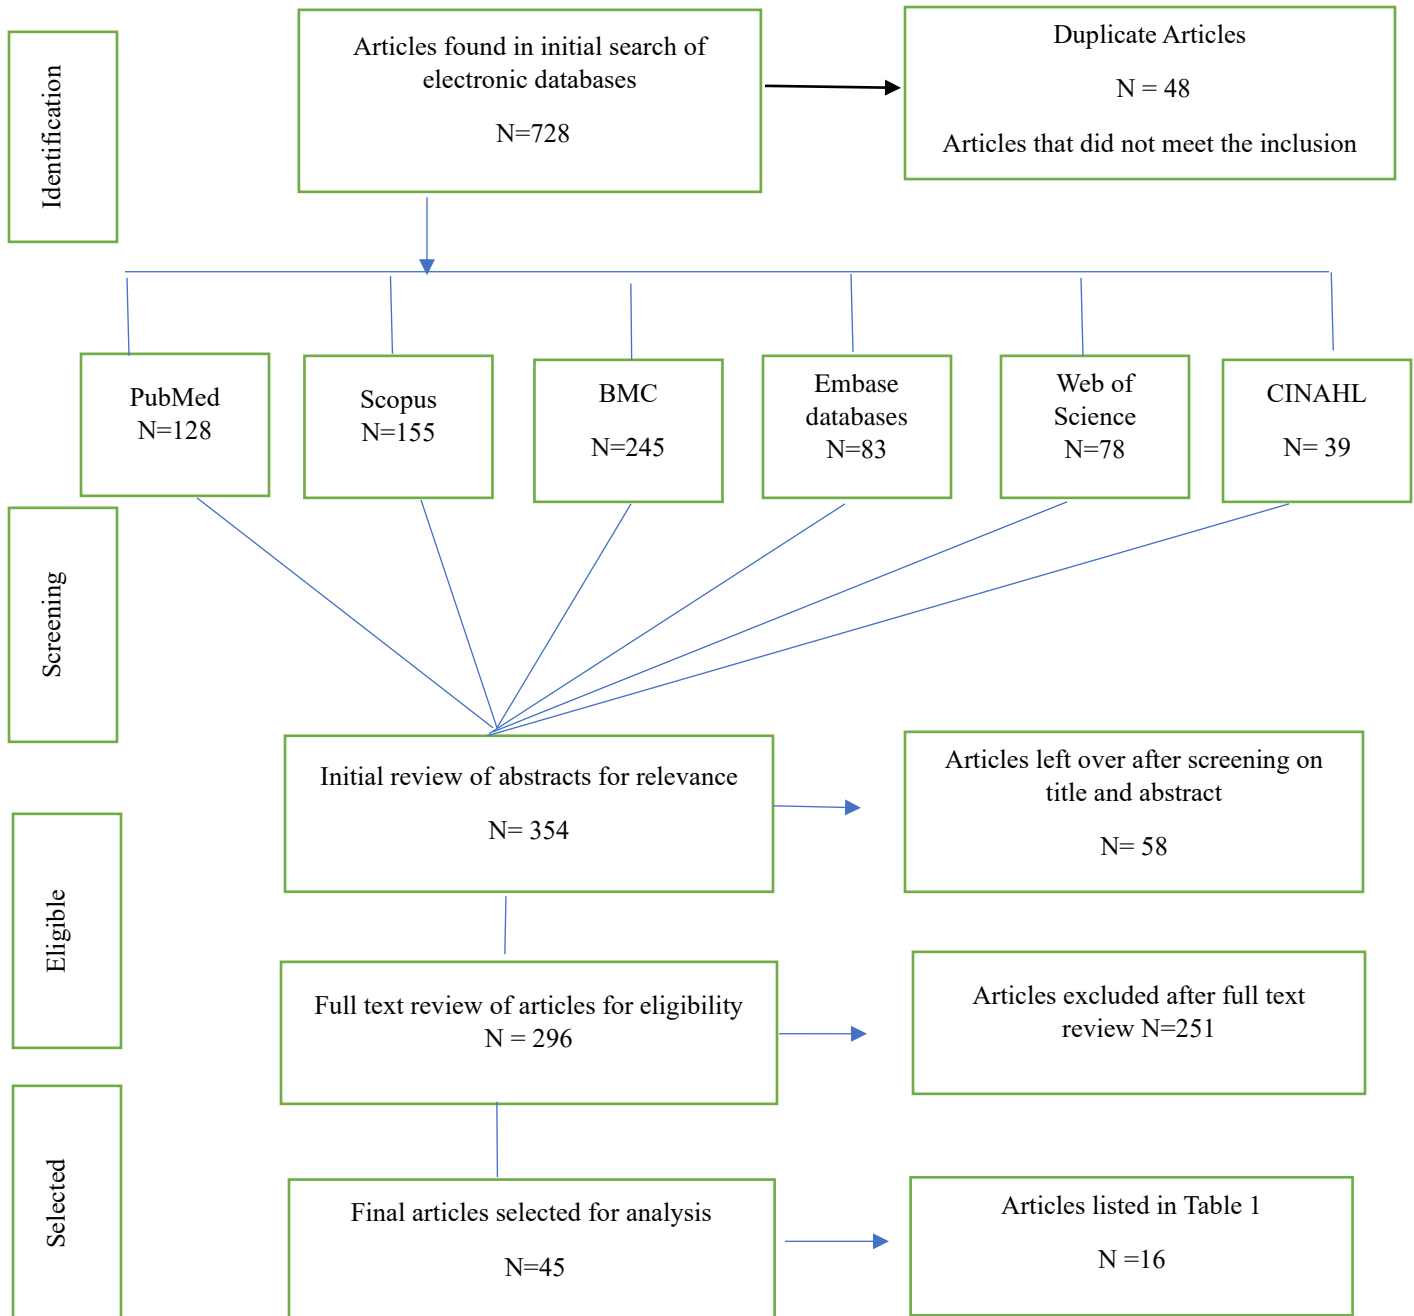 Identification
Articles found in initial search of
electronic databases
N=728
Duplicate Articles
N = 48
Articles that did not meet the inclusion
PubMed
N=128
Scopus
N=155
BMC
N=245
Embase
databases
N=83
Web of
Science
N=78
CINAHL
N= 39
Screening
Initial review of abstracts for relevance
N= 354
Articles left over after screening on
title and abstract
N= 58
Eligible
Full text review of articles for eligibility
N = 296
Articles excluded after full text
review N=251
Selected
Final articles selected for analysis
N=45
Articles listed in Table 1
N =16